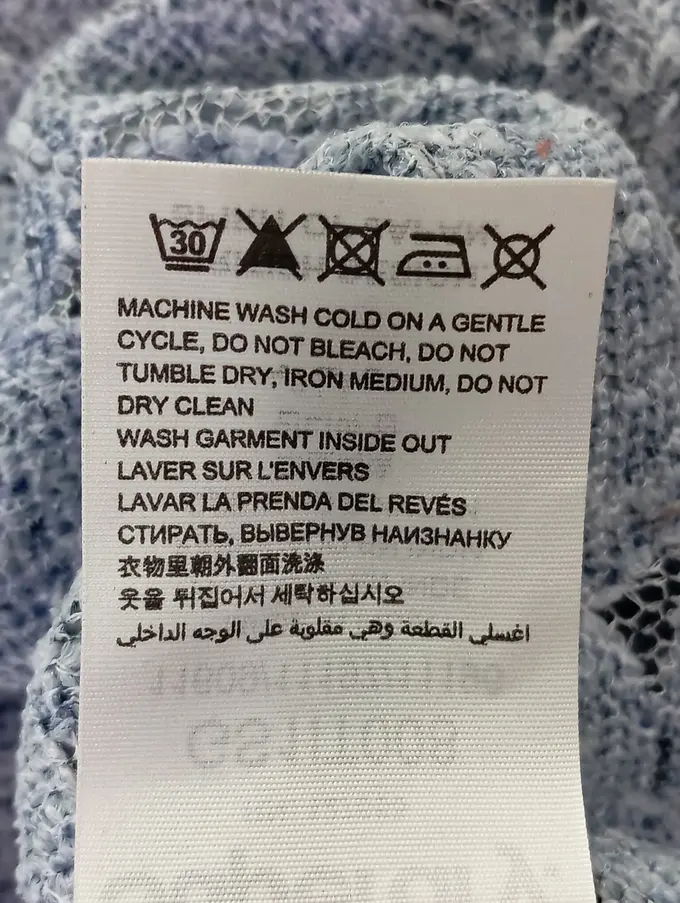 30
MACHINE WASH COLD ON A GENTLE
CYCLE, DO NOT BLEACH, DO NOT
TUMBLE DRY, IRON MEDIUM, DO NOT
DRY CLEAN
WASH GARMENT INSIDE OUT
LAVER SUR L'ENVERS
LAVAR LA PRENDA DEL REVÉS
СТИРАТЬ, ВЫВЕРНУВ НАИЗНАНКУ
衣物里朝外翻面洗涤
옷을 뒤집어서 세탁하십시오
اغسلي القطعة وهي مقلوبة على الوجه الداخلي